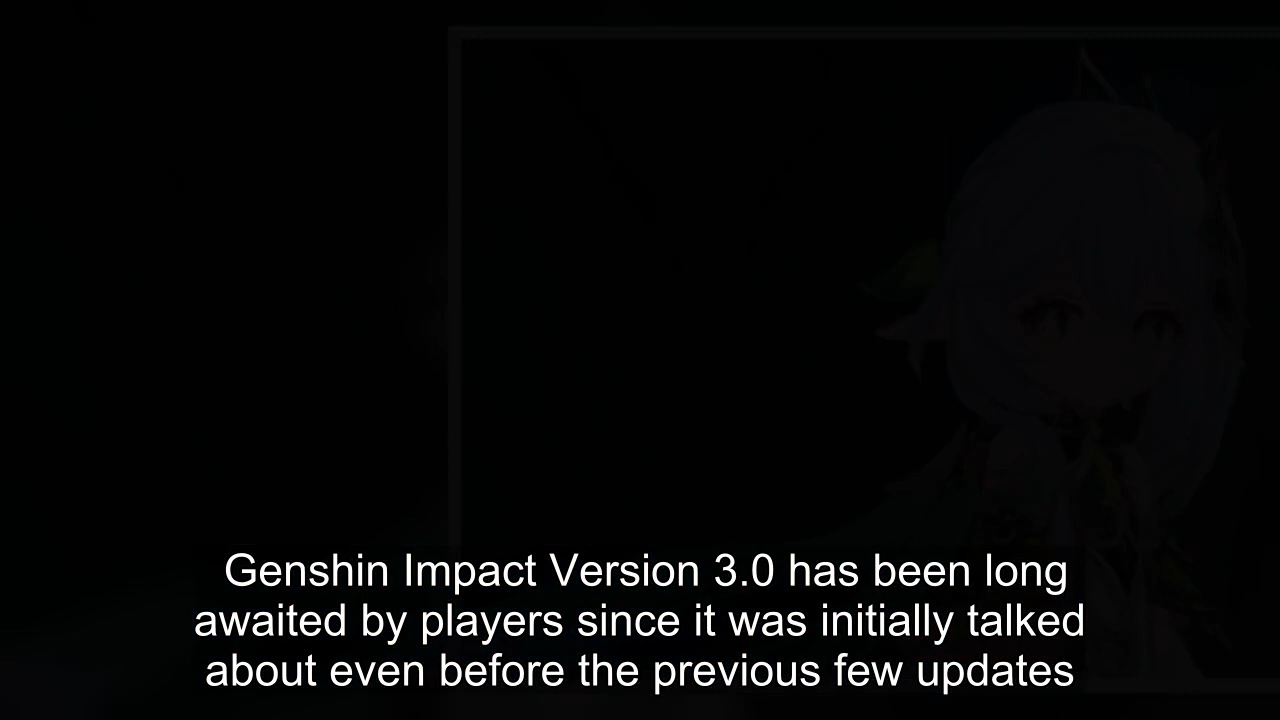 Genshin Impact Version 3.0 has been long
awaited by players since it was initially talked
about even before the previous few updates